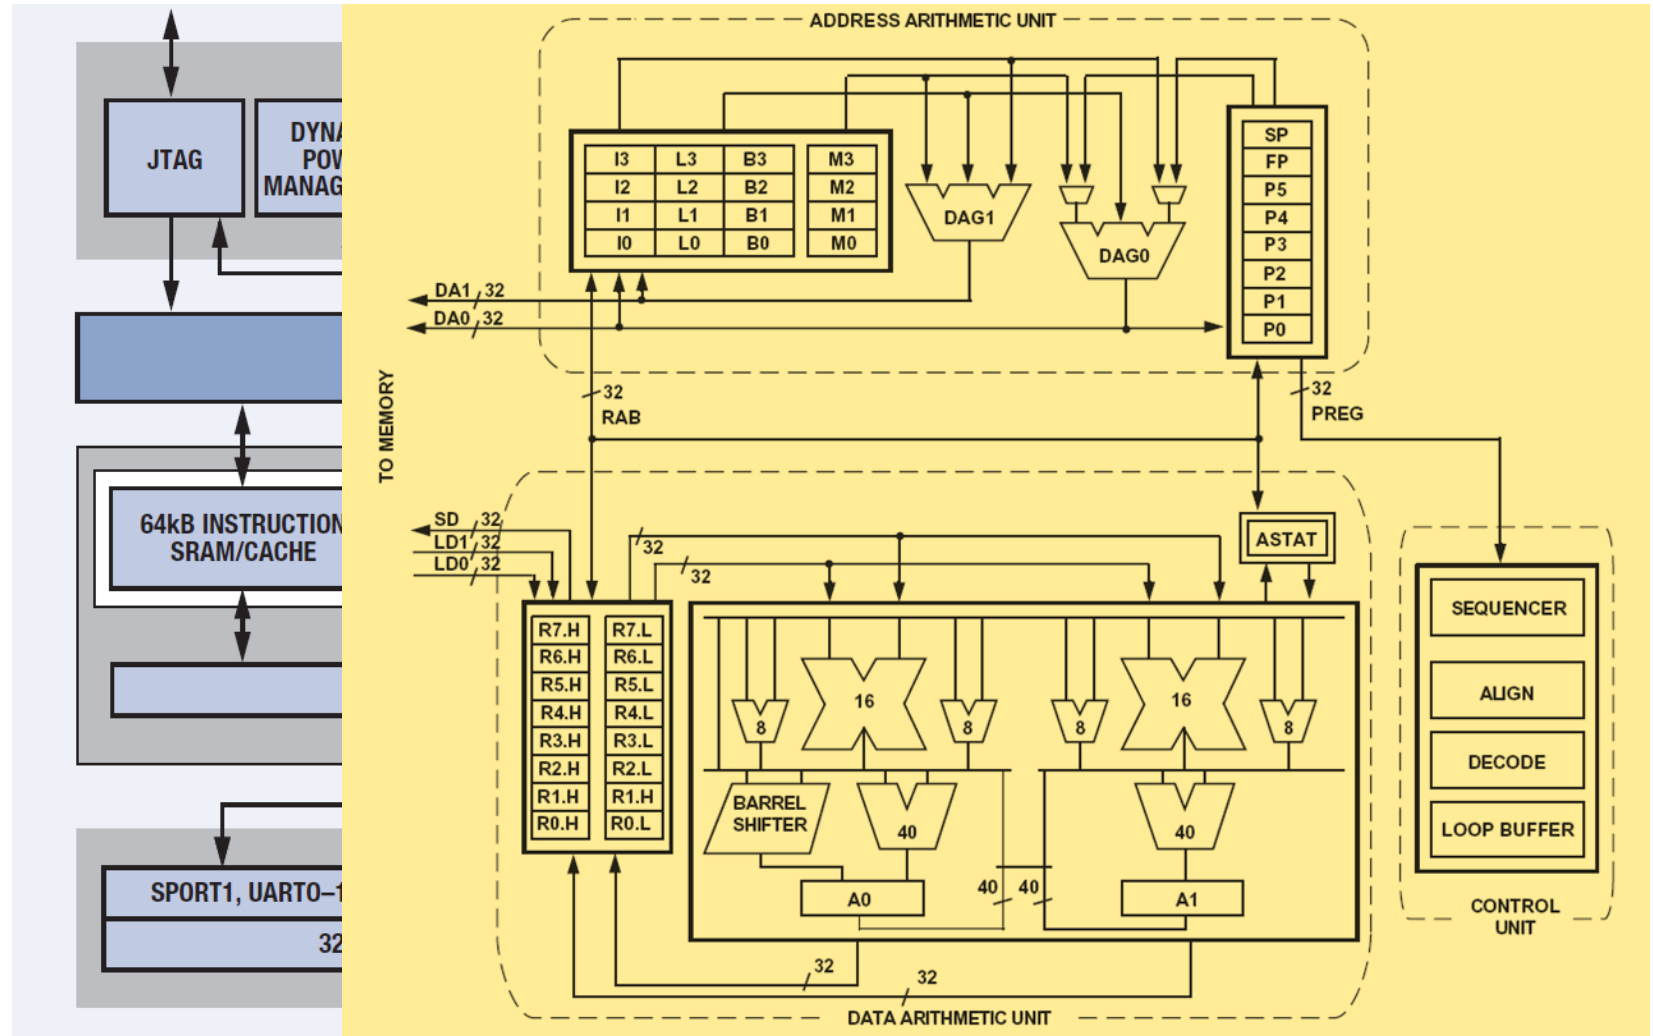 JTAG
DYNA
POW
MANAG
64kB INSTRUCTION
SRAM/CACHE
SPORT1, UARTO–1
32
ADDRESS ARITHMETIC UNIT
I3 L3 B3 M3
I2 L2 B2 M2
I1 L1 B1 M1
I0 L0 B0 M0
DAG1
DAG0
SP
FP
P5
P4
P3
P2
P1
P0
DA1 32
DA0 32
32
RAB
32
PREG
TO MEMORY
SD 32
LD1 32
LD0 32
32
32
ASTAT
R7.H R7.L
R6.H R6.L
R5.H R5.L
R4.H R4.L
R3.H R3.L
R2.H R2.L
R1.H R1.H
R0.H R0.L
8 16 8 8 16 8
BARREL
SHIFTER
40
40
40 40
A0
A1
32
32
DATA ARITHMETIC UNIT
SEQUENCER
ALIGN
DECODE
LOOP BUFFER
CONTROL
UNIT